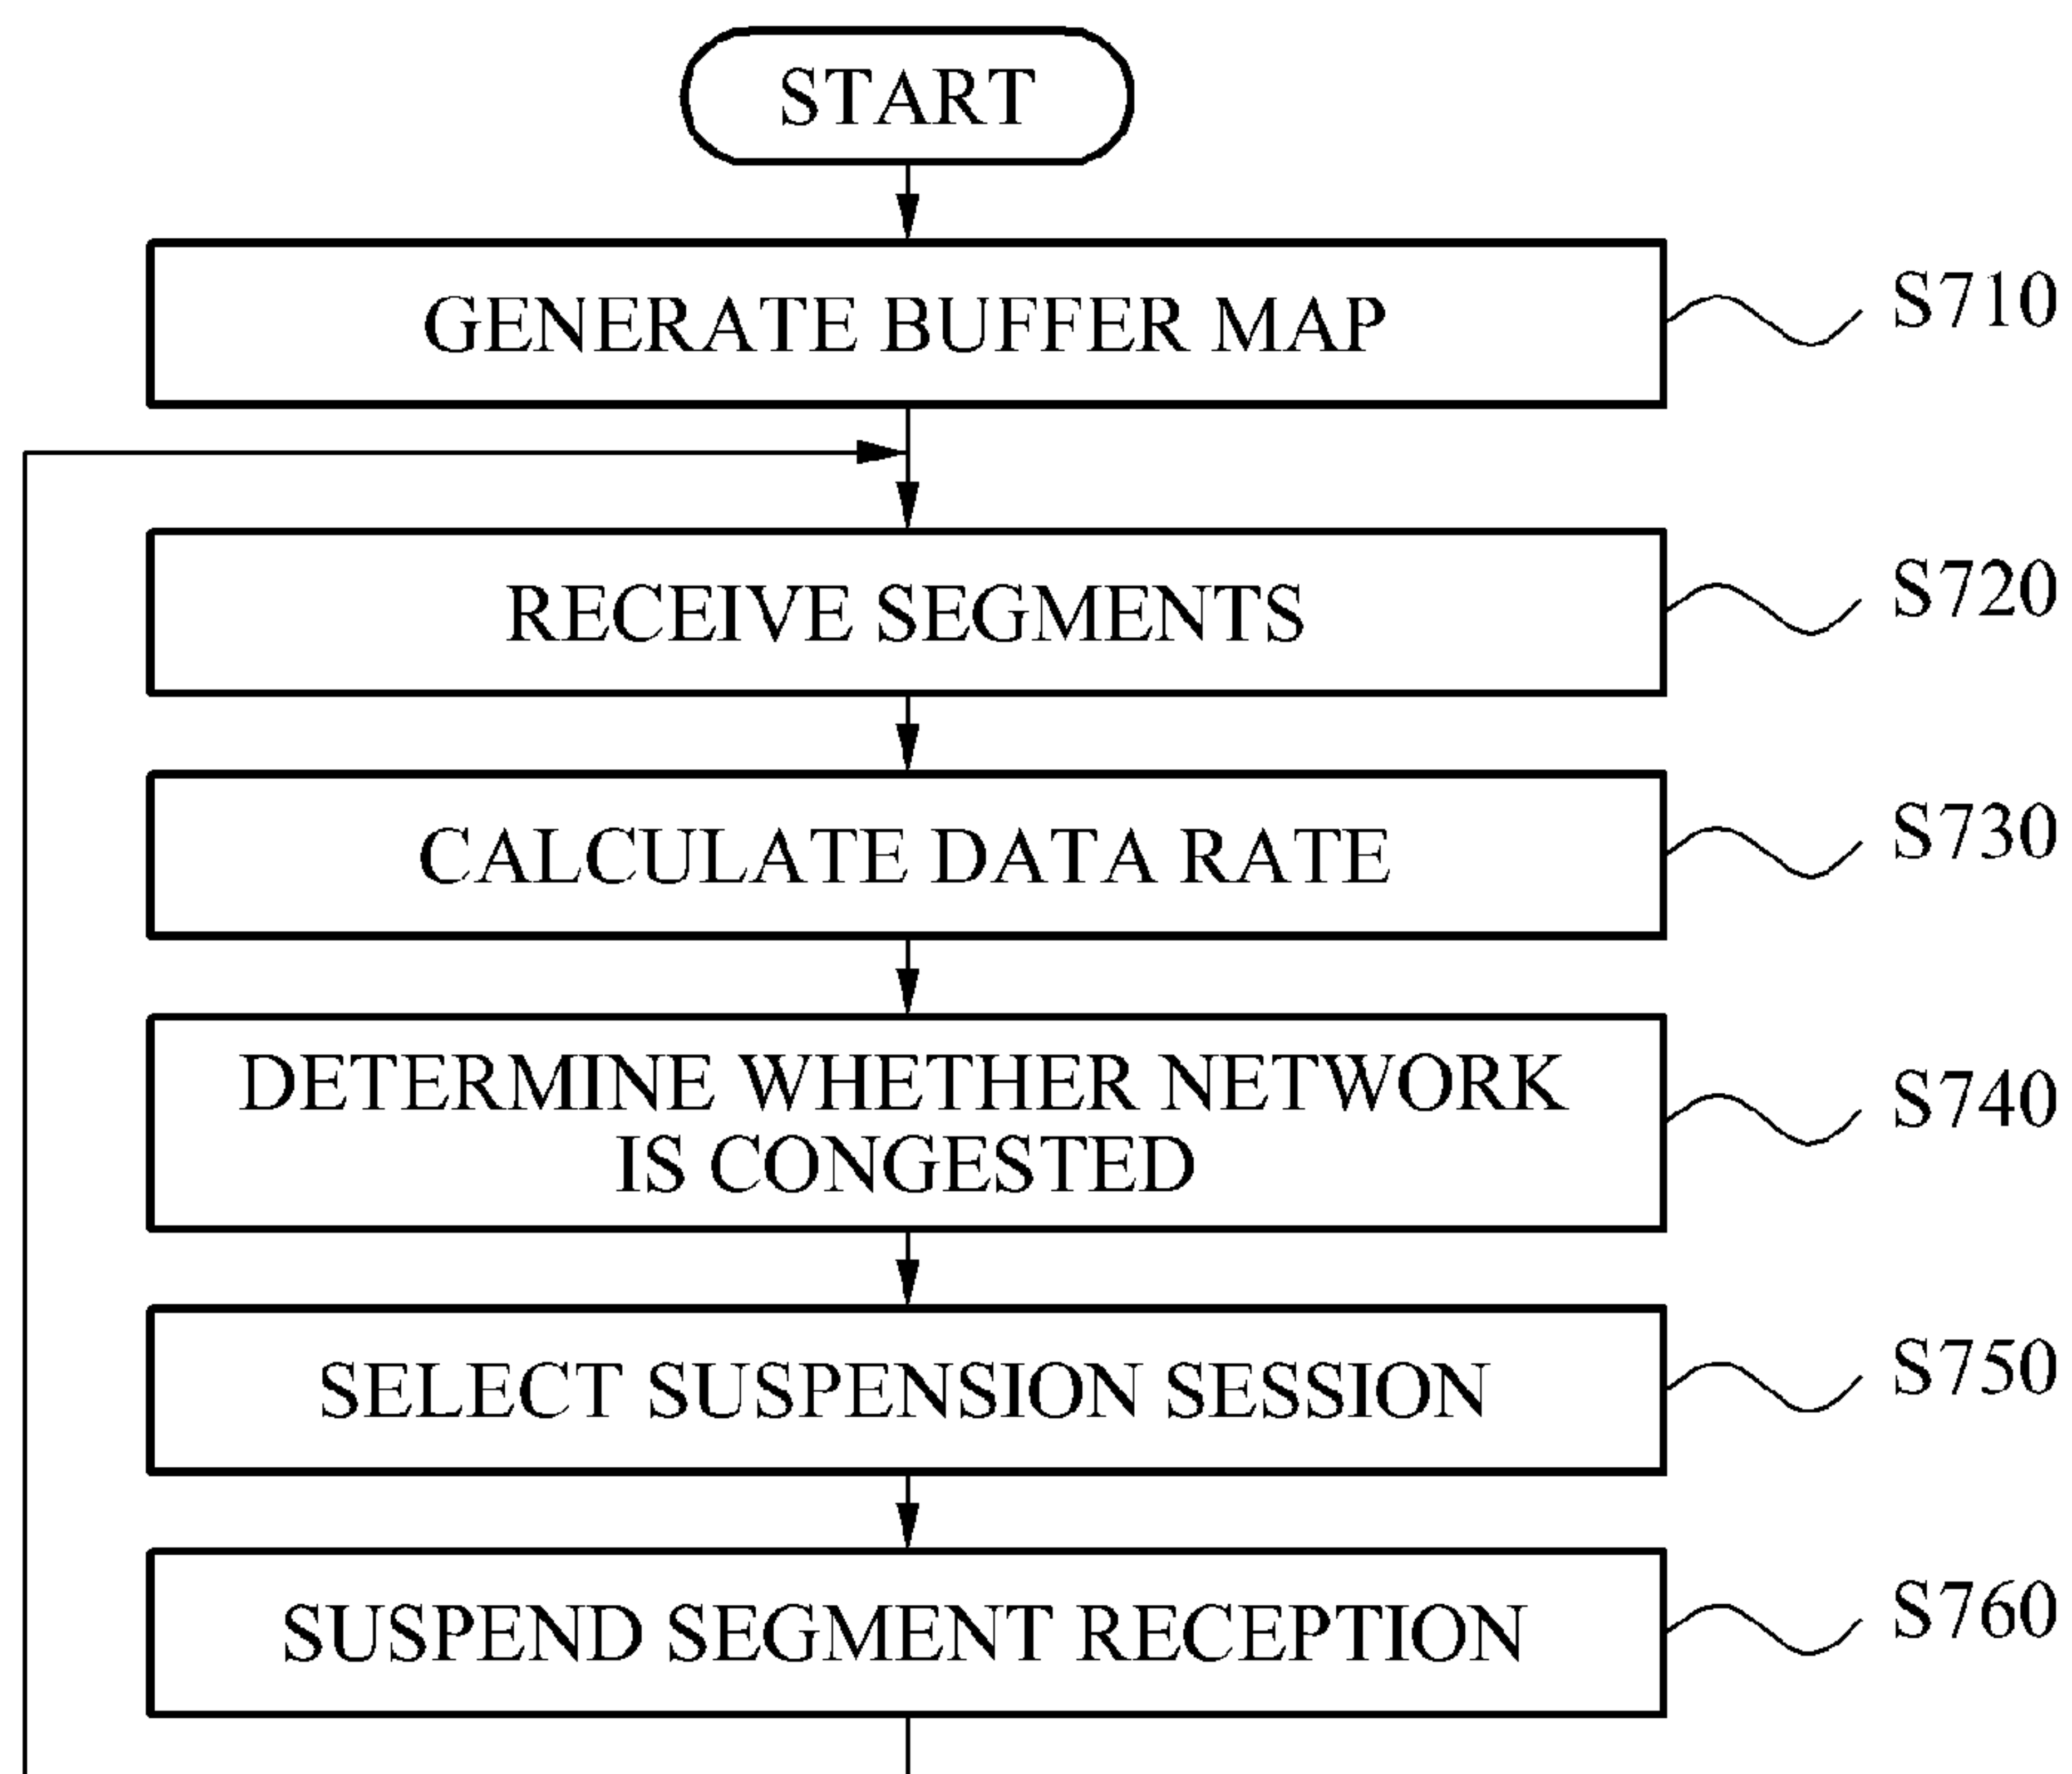 START
GENERATE BUFFER MAP
S710
RECEIVE SEGMENTS
S720
CALCULATE DATA RATE
S730
DETERMINE WHETHER NETWORK
IS CONGESTED
S740
SELECT SUSPENSION SESSION
S750
SUSPEND SEGMENT RECEPTION
S760